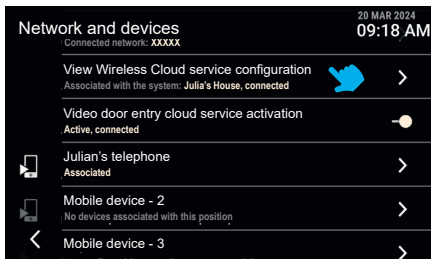 20 MAR 2024
Network and devices
09:18 AM
Connected network: XXXXX
View Wireless Cloud service configuration
Associated with the system: Julia's House, connected
Video door entry cloud service activation
Active, connected
Julian's telephone
Associated
Mobile device - 2
No devices associated with this position
Mobile device - 3